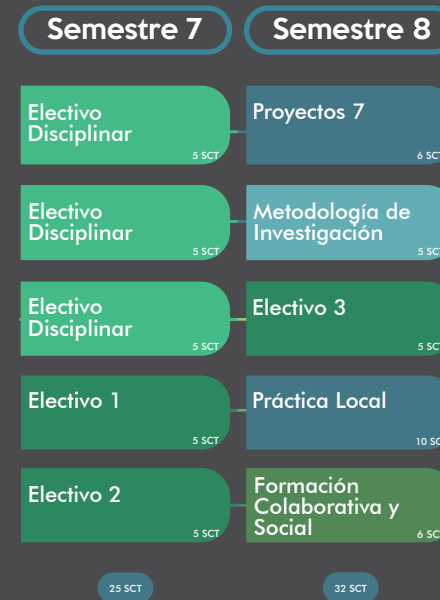 Semestre 7
Semestre 8
Electivo
Disciplinar
5 SCT
Proyectos 7
6 SCT
Electivo
Disciplinar
5 SCT
Metodología de
Investigación
5 SCT
Electivo
Disciplinar
5 SCT
Electivo 3
5 SCT
Electivo 1
5 SCT
Práctica Local
10 SC
Electivo 2
5 SCT
Formación
Colaborativa y
Social
6 SCT
25 SCT
32 SCT